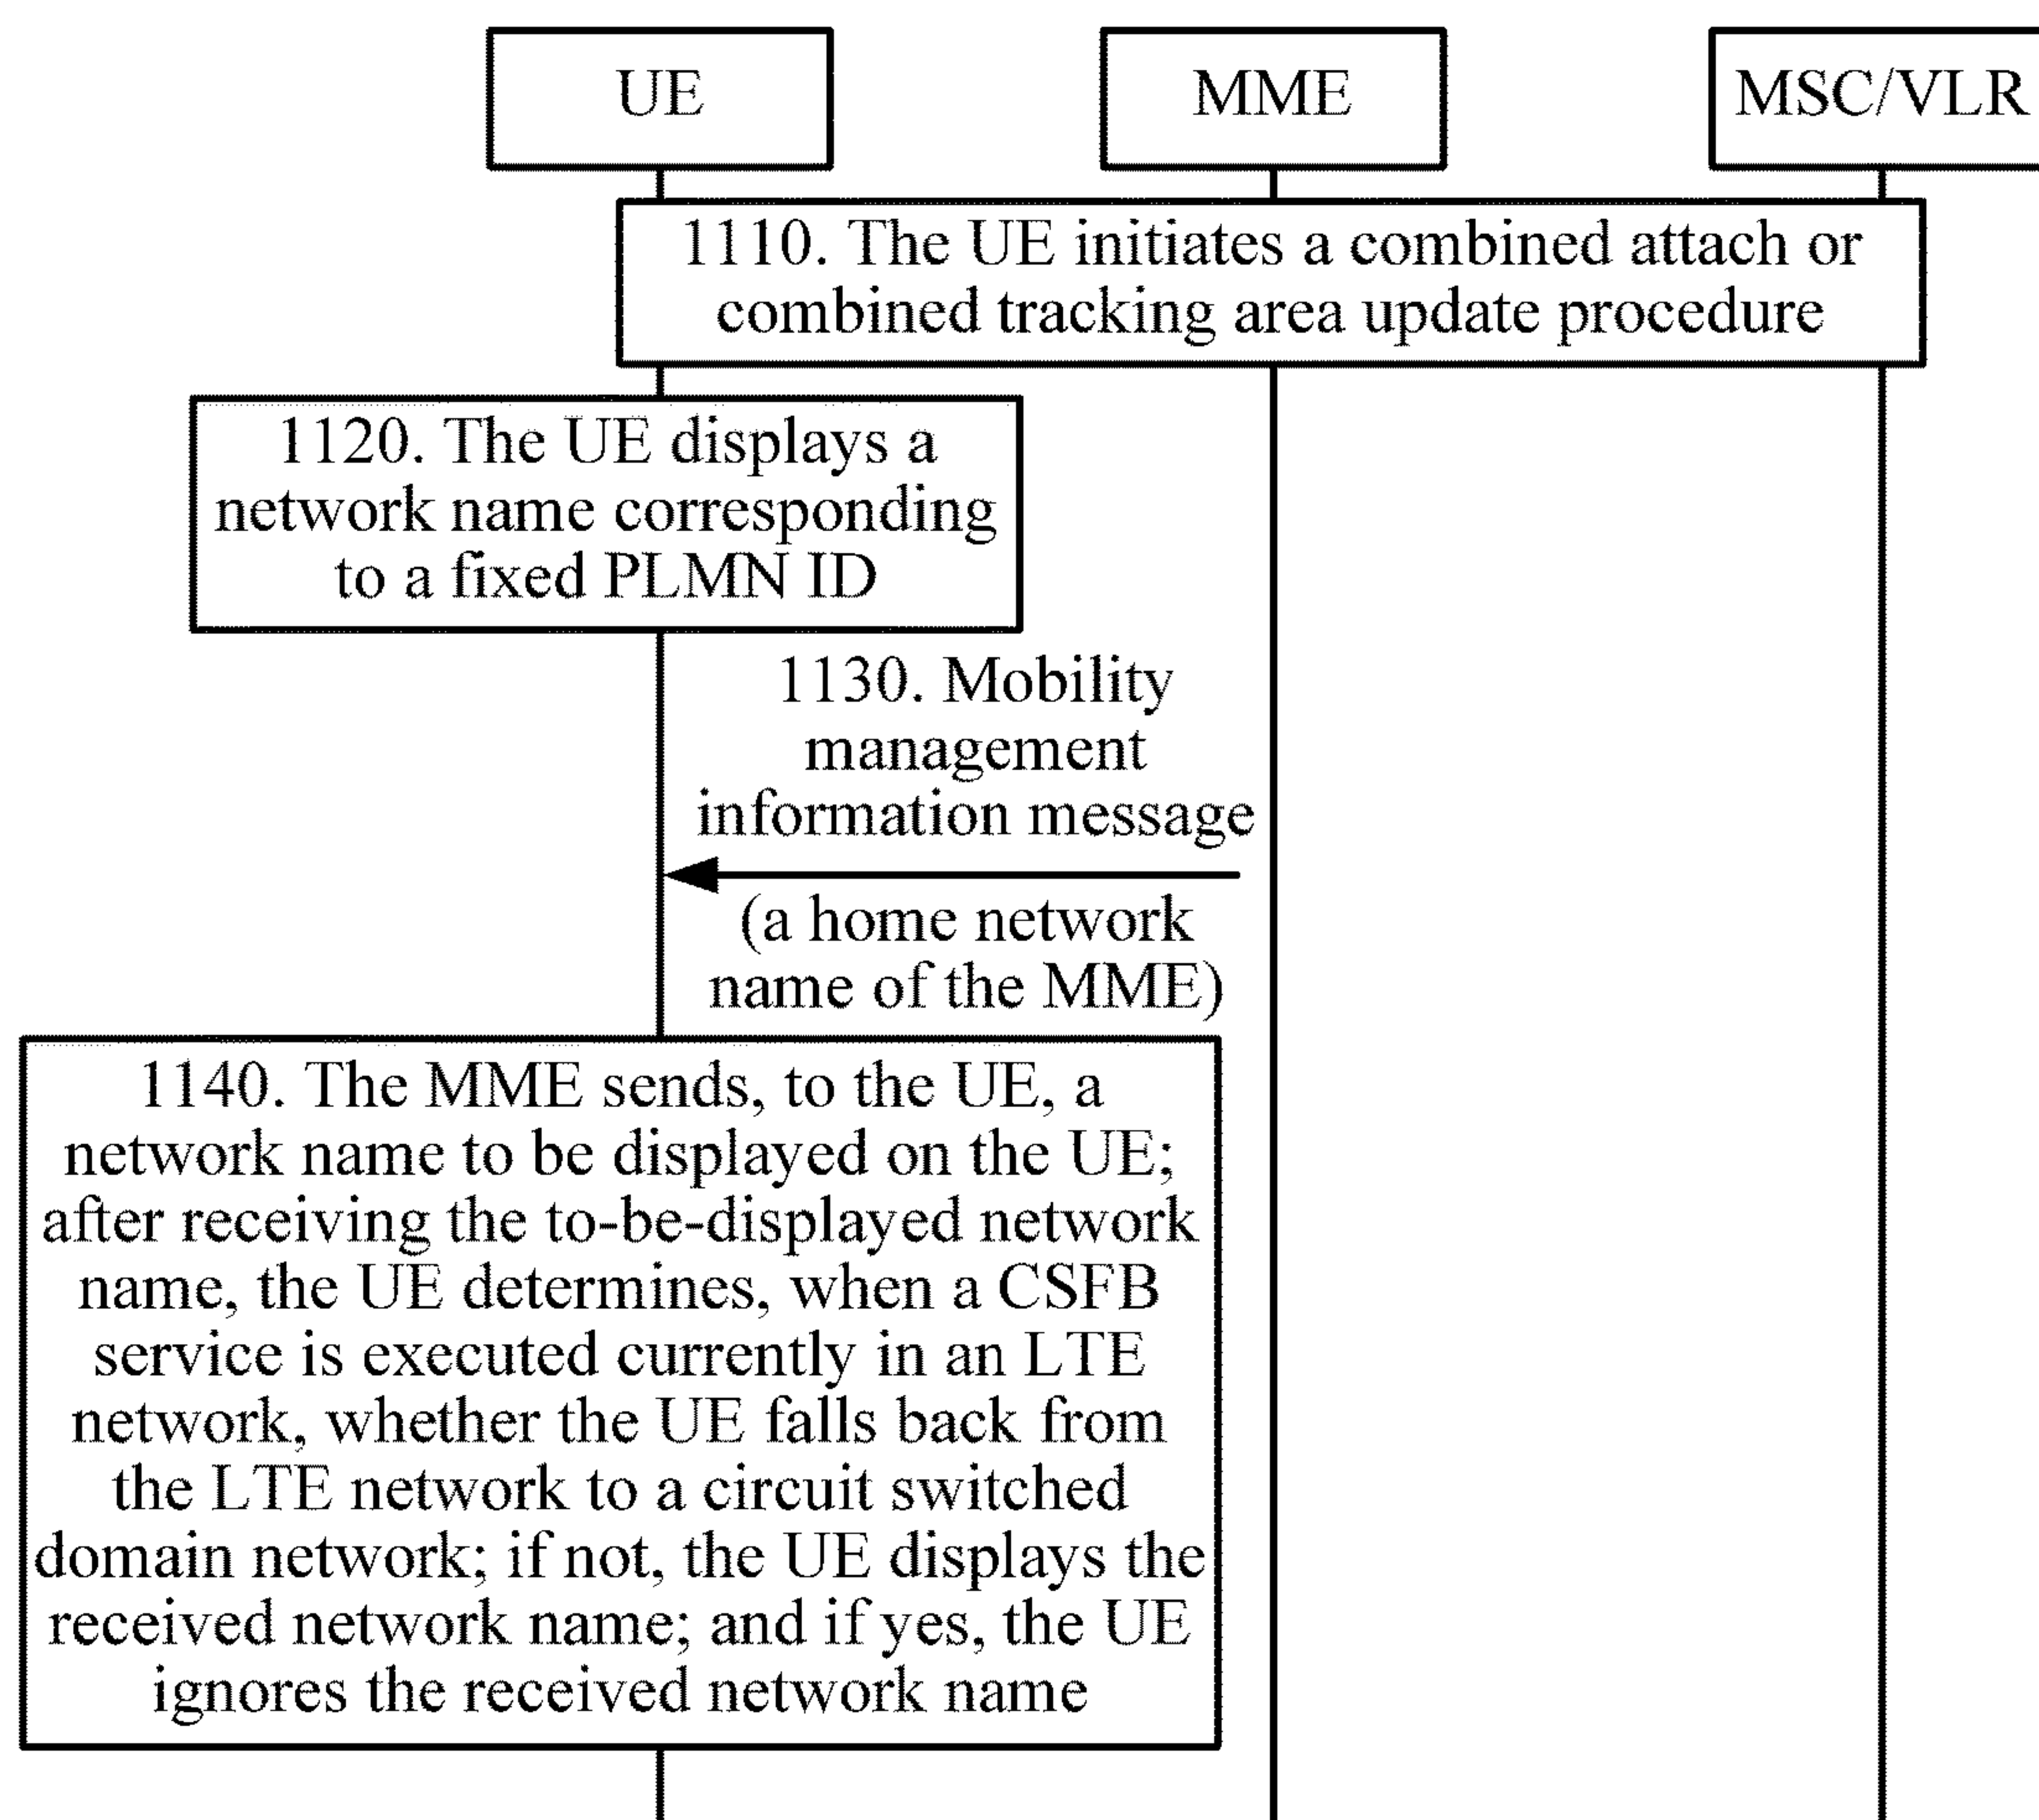 UE
MME
MSC/VLR
1110. The UE initiates a combined attach or
combined tracking area update procedure
1120. The UE displays a
network name corresponding
to a fixed PLMN ID
1130. Mobility
management
information message
(a home network
name of the MME)
1140. The MME sends, to the UE, a
network name to be displayed on the UE;
after receiving the to-be-displayed network
name, the UE determines, when a CSFB
service is executed currently in an LTE
network, whether the UE falls back from
the LTE network to a circuit switched
domain network; if not, the UE displays the
received network name; and if yes, the UE
ignores the received network name